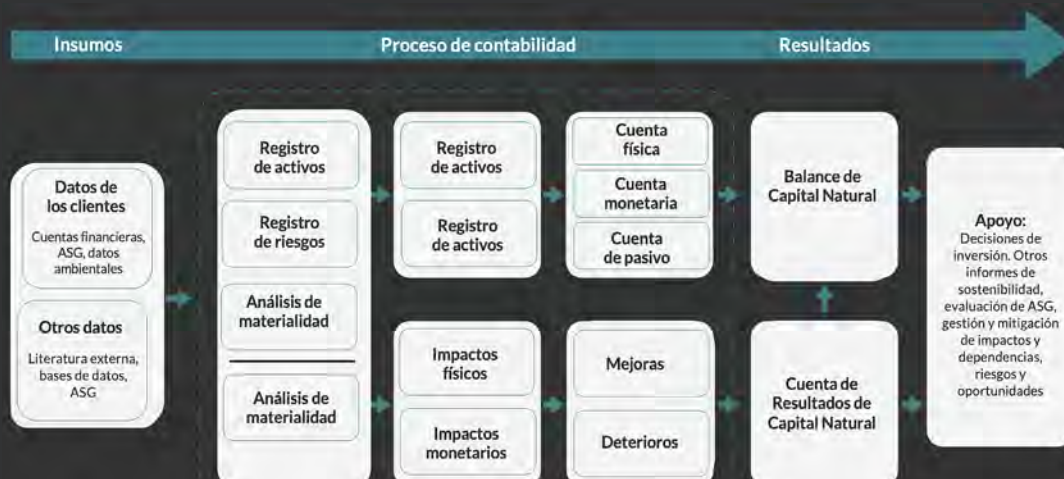 Insumos
Proceso de contabilidad
Resultados
Datos de
los clientes
Cuentas financieras,
ASG, datos
ambientales
Otros datos
Literatura externa,
bases de datos,
ASG
Registro
de activos
Registro
de riesgos
Análisis de
materialidad
Análisis de
materialidad
Registro
de activos
Registro
de activos
Impactos
físicos
Impactos
monetarios
Cuenta
física
Cuenta
monetaria
Cuenta
de pasivo
Mejoras
Deterioros
Balance de
Capital Natural
Cuenta de
Resultados de
Capital Natural
Apoyo:
Decisiones de
inversión. Otros
informes de
sostenibilidad,
evaluación de ASG,
gestión y mitigación
de impactos y
dependencias,
riesgos y
oportunidades